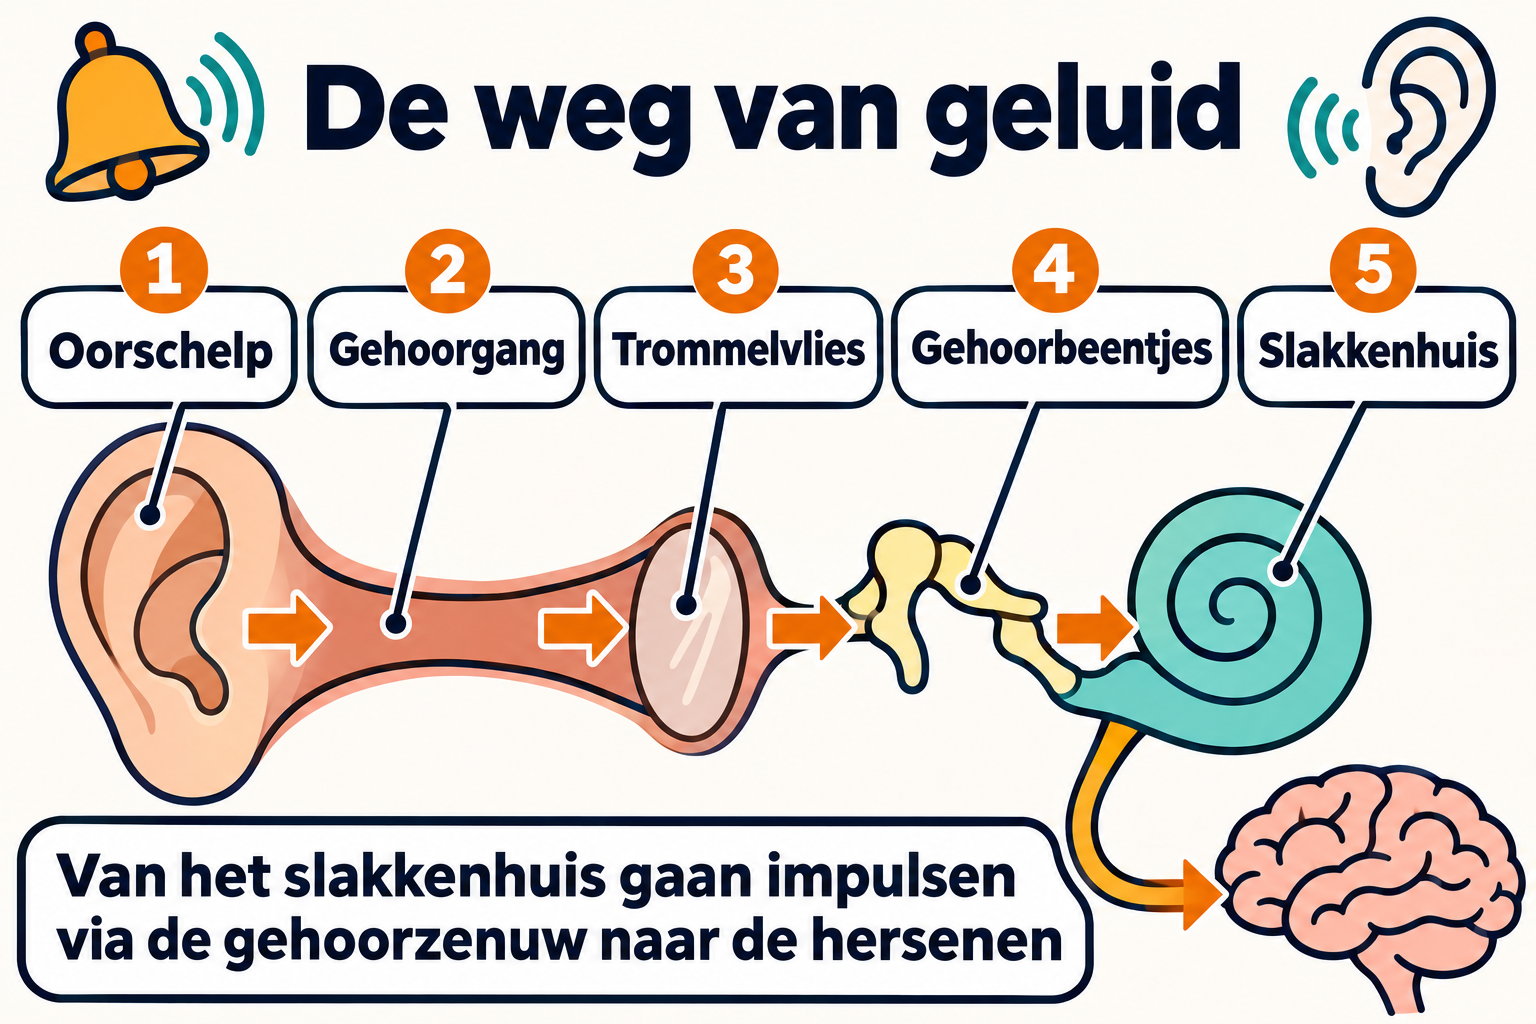 De weg van geluid
1
2
3
4
5
Oorschelp
Gehoorgang
Trommelvlies
Gehoorbeentjes
Slakkenhuis
Van het slakkenhuis gaan impulsen
via de gehoorzenuw naar de hersenen